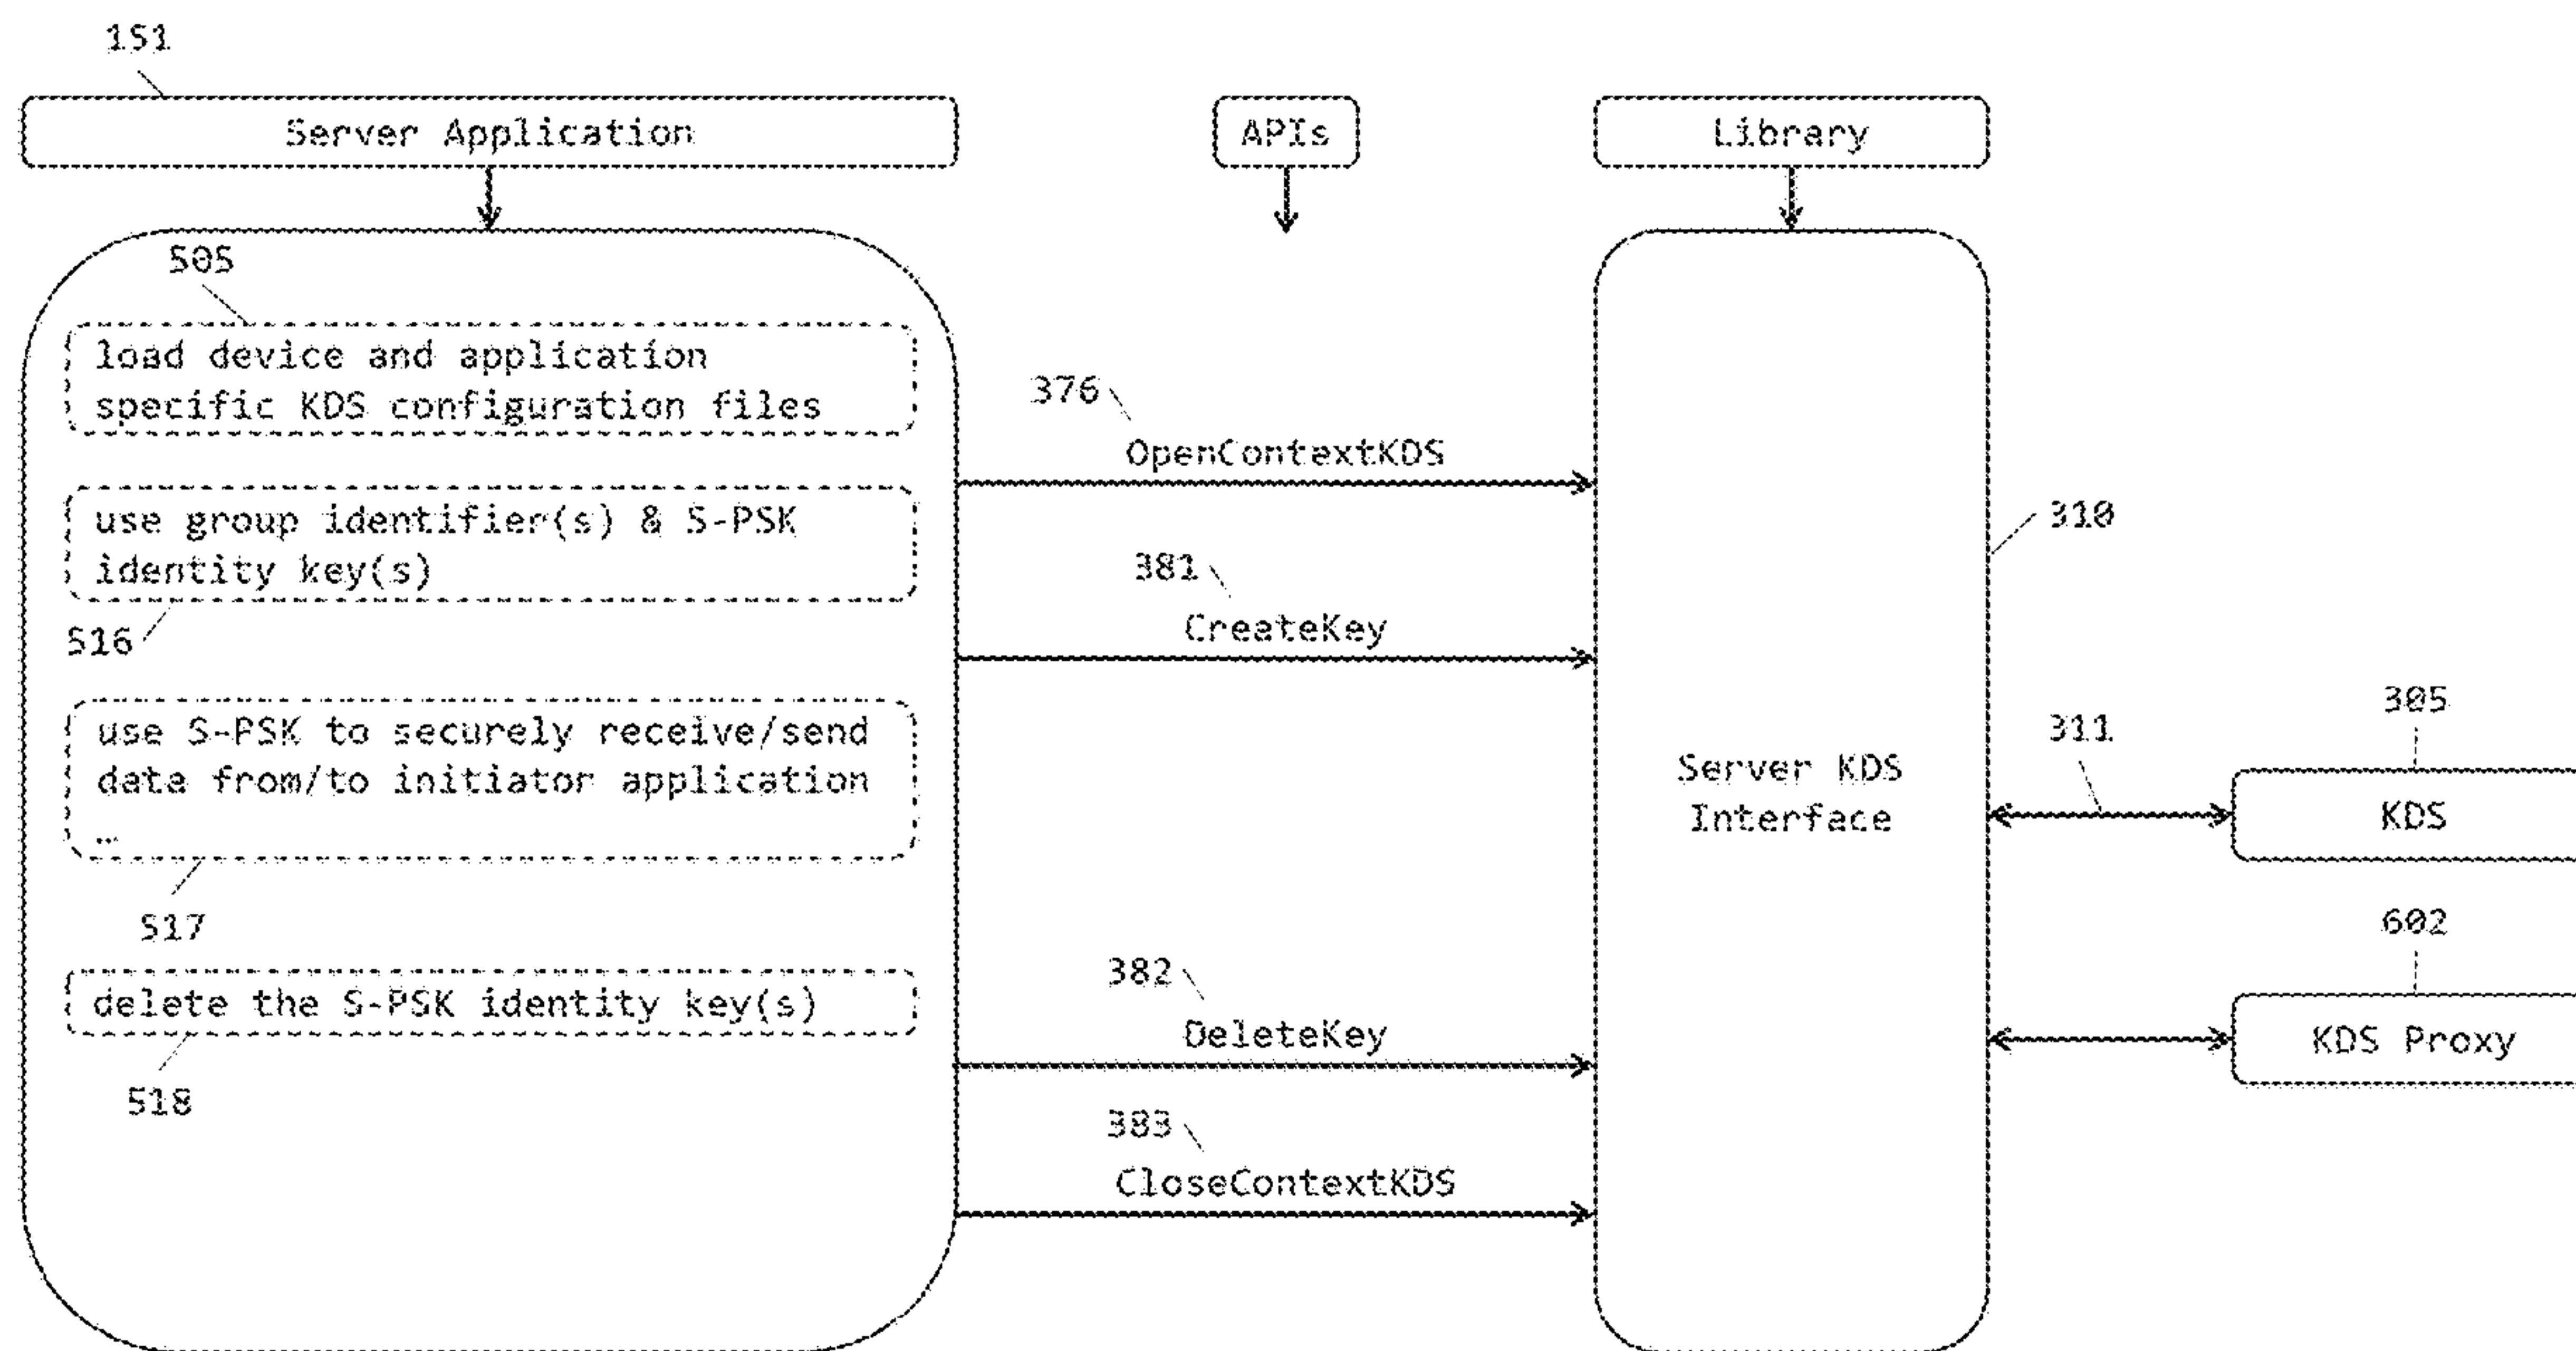 151
Server Application
APIs
Library
505
load device and application
specific KDS configuration files
use group identifier(s) & S-PSK
identity key(s)
516
use S-PSK to securely receive/send
data from/to initiator application
…
517
delete the S-PSK identity key(s)
518
376
OpenContextKDS
381
CreateKey
382
DeleteKey
383
CloseContextKDS
Server KDS
Interface
310
311
305
KDS
602
KDS Proxy